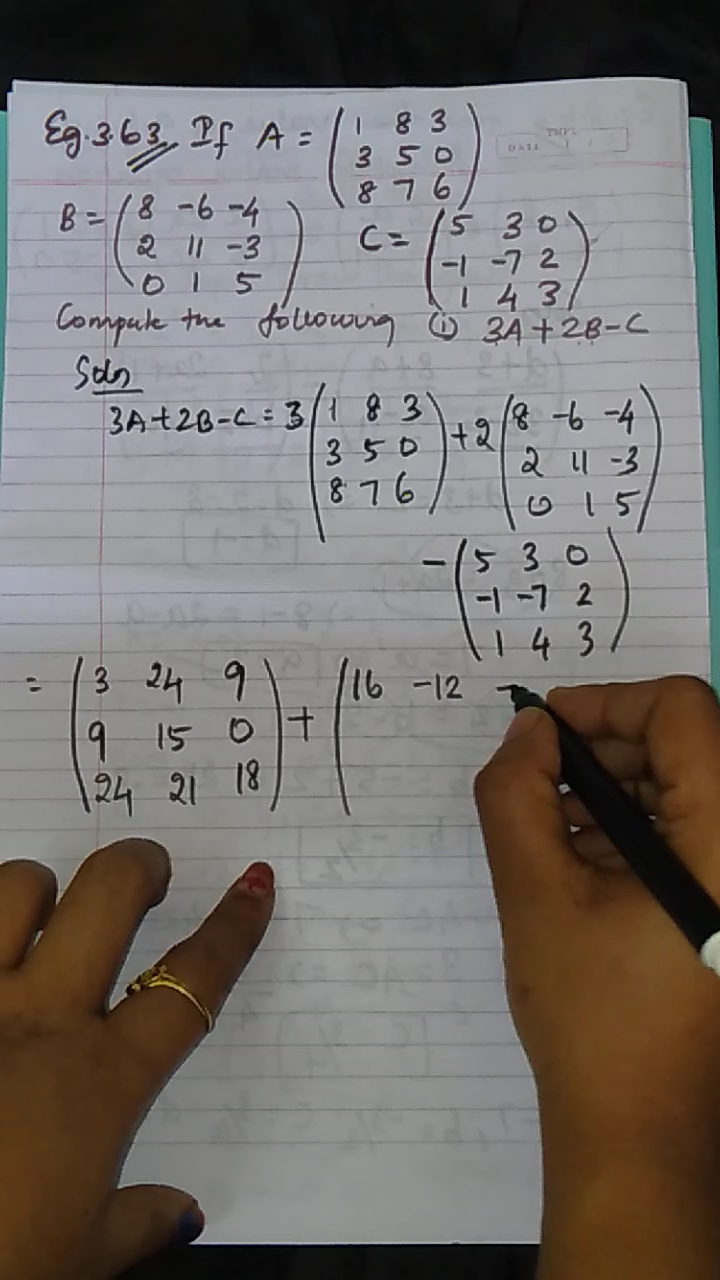 Eg.3.63 If A = (1 8 3
3 5 0
8 7 6)
B = (8 -6 -4
2 11 -3
0 1 5)
C = (5 3 0
-1 -7 2
1 4 3)
Compute the following (i) 3A+2B-C
Soln
3A+2B-C = 3(1 8 3
3 5 0
8 7 6)
+2(8 -6 -4
2 11 -3
0 1 5)
-(5 3 0
-1 -7 2
1 4 3)
= (3 24 9
9 15 0
24 21 18)
+ (16 -12 -